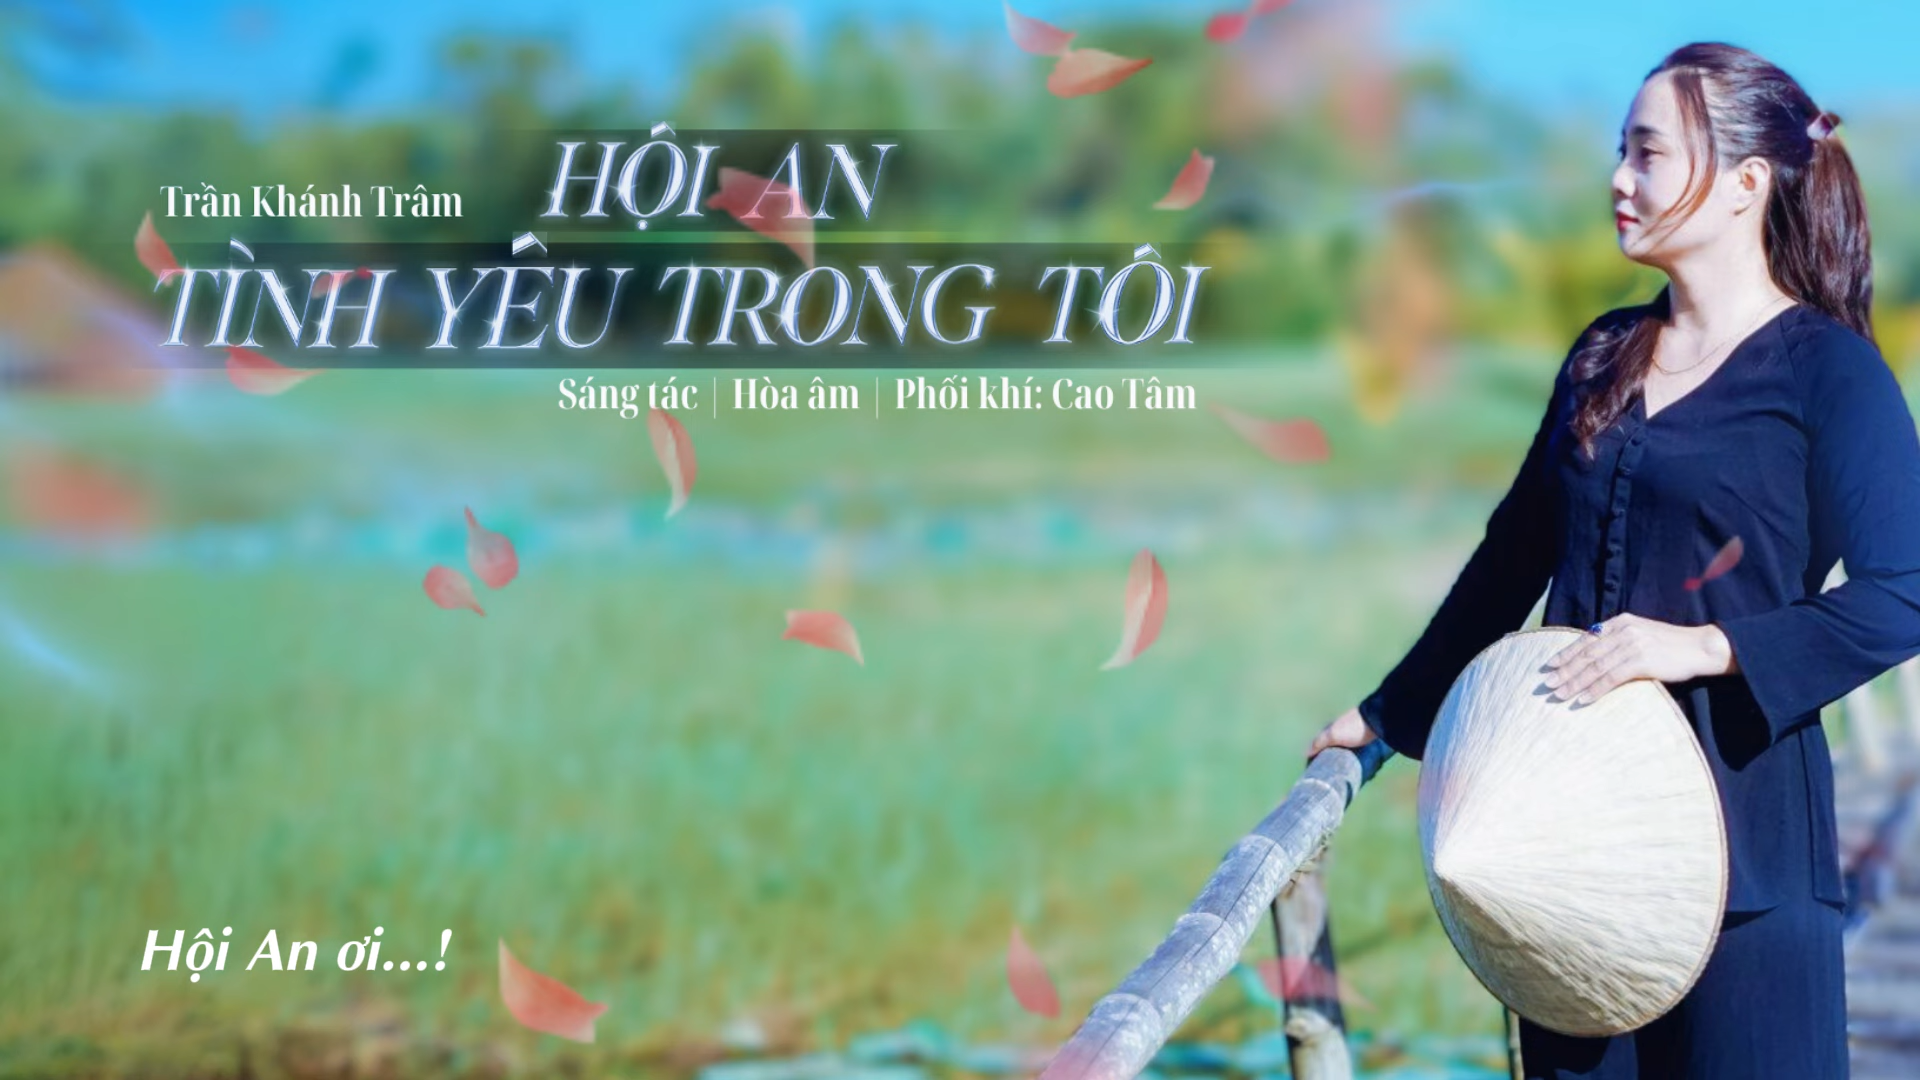 Trần Khánh Trâm
HỘI AN
TÌNH YÊU TRONG TÔI
Sáng tác | Hòa âm | Phối khí: Cao Tâm
Hội An ơi...!